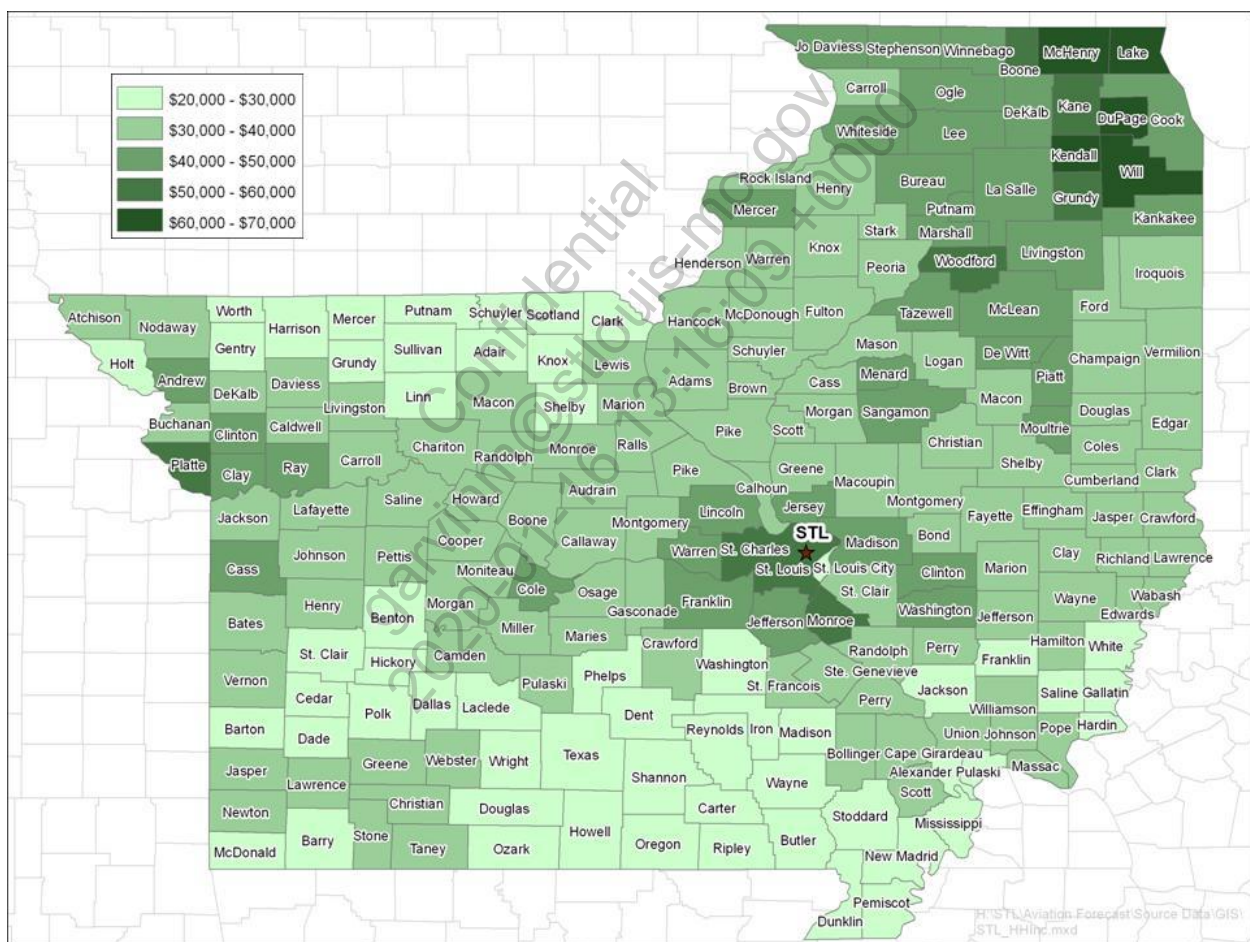 $20,000 - $30,000
$30,000 - $40,000
$40,000 - $50,000
$50,000 - $60,000
$60,000 - $70,000
Jo Daviess
Stephenson
Winnebago
Boone
McHenry
Lake
Carroll
Ogle
DeKalb
Kane
DuPage
Cook
Whiteside
Lee
Kendall
Will
Rock Island
Henry
Bureau
La Salle
Grundy
Mercer
Putnam
Kankakee
Stark
Marshall
Henderson
Warren
Knox
Peoria
Woodford
Livingston
Iroquois
Hancock
McDonough
Fulton
Tazewell
McLean
Ford
Schuyler
Mason
Logan
De Witt
Champaign
Vermilion
Adams
Brown
Cass
Menard
Piatt
Macon
Douglas
Edgar
Morgan
Sangamon
Moultrie
Coles
Pike
Scott
Christian
Shelby
Cumberland
Clark
Greene
Macoupin
Montgomery
Fayette
Effingham
Jasper
Crawford
Calhoun
Jersey
Madison
Bond
Clay
Richland
Lawrence
STL
St. Clair
Clinton
Marion
Wayne
Wabash
Edwards
Washington
Jefferson
Monroe
Randolph
Perry
Hamilton
White
Franklin
Jackson
Williamson
Saline
Gallatin
Union
Johnson
Pope
Hardin
Alexander
Pulaski
Massac
Atchison
Nodaway
Worth
Harrison
Mercer
Putnam
Schuyler
Scotland
Clark
Holt
Gentry
Grundy
Sullivan
Adair
Knox
Lewis
Andrew
DeKalb
Daviess
Livingston
Linn
Macon
Shelby
Marion
Buchanan
Clinton
Caldwell
Chariton
Randolph
Monroe
Ralls
Platte
Clay
Ray
Carroll
Pike
Jackson
Lafayette
Saline
Howard
Audrain
Boone
Montgomery
Lincoln
Johnson
Pettis
Cooper
Callaway
Warren
St. Charles
St. Louis
St. Louis City
Cass
Moniteau
Cole
Osage
Gasconade
Franklin
Henry
Benton
Morgan
Miller
Maries
Jefferson
Bates
St. Clair
Hickory
Camden
Crawford
Washington
Ste. Genevieve
Vernon
Cedar
Pulaski
Phelps
St. Francois
Perry
Barton
Polk
Dallas
Laclede
Dent
Iron
Madison
Dade
Reynolds
Bollinger
Cape Girardeau
Jasper
Greene
Webster
Wright
Texas
Shannon
Wayne
Scott
Lawrence
Newton
Christian
Douglas
Carter
Stoddard
Mississippi
McDonald
Barry
Stone
Taney
Ozark
Howell
Oregon
Ripley
Butler
New Madrid
Pemiscot
Dunklin
Confidential
garvinm@stlouis-mo.gov
2020-01-16 13:16:09 +0000
H:\STL\Aviation Forecast\Source Data\GIS\
STL_HHInc.mxd